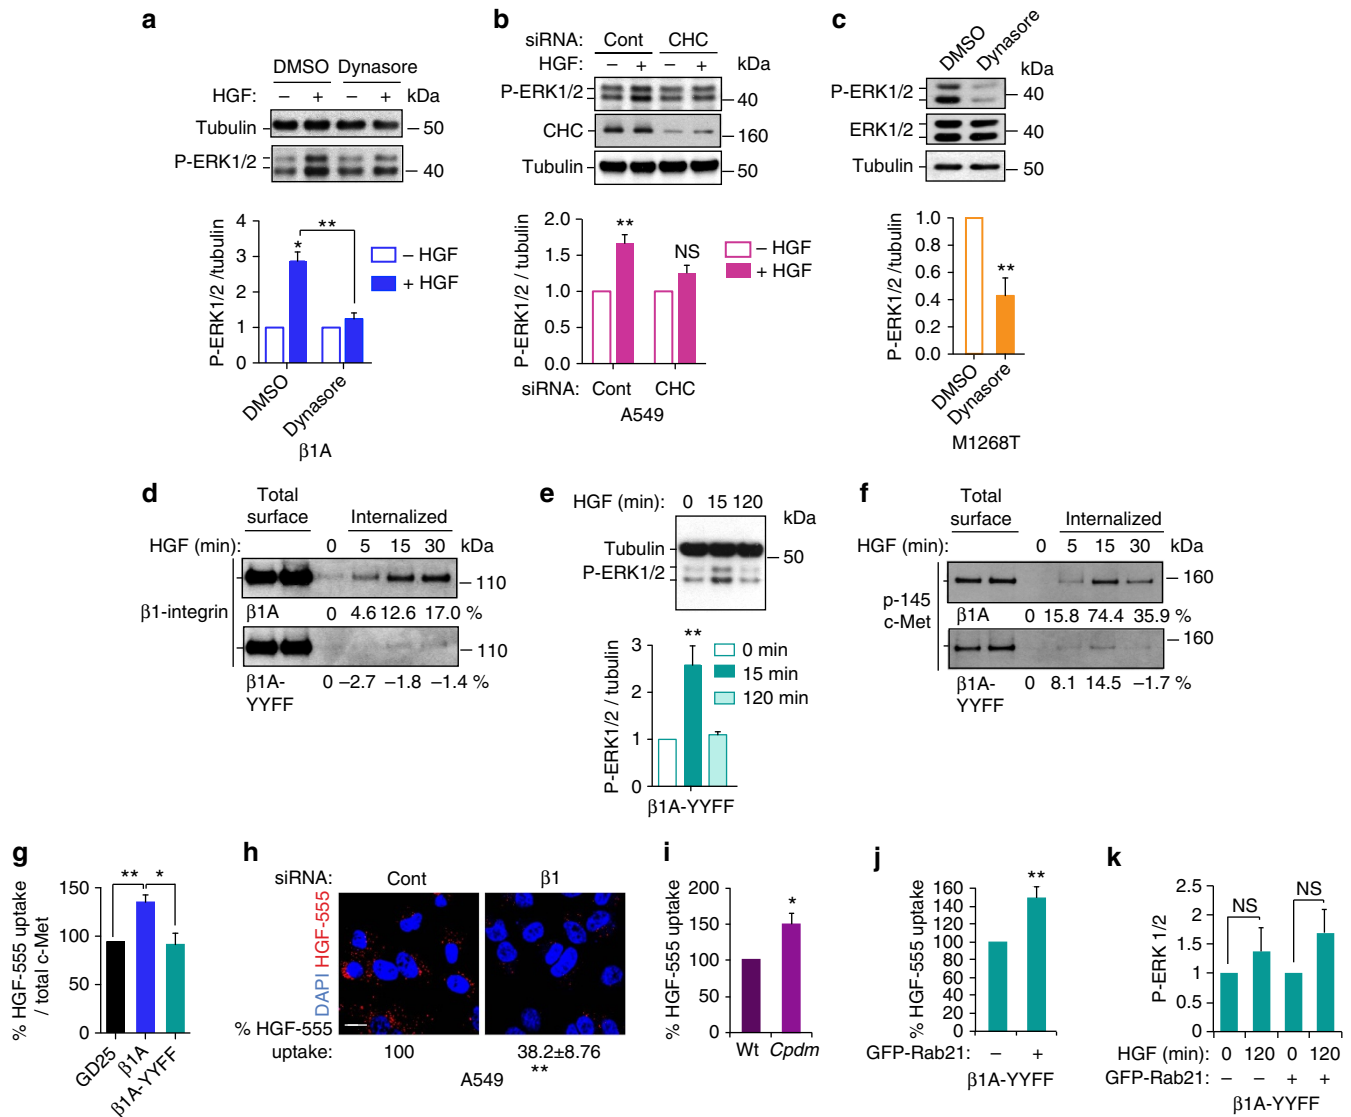 a
DMSO Dynasore
HGF: – + – + kDa
Tubulin 50
P-ERK1/2 40
P-ERK1/2 /tubulin
4
3
2
1
0
* **
– HGF
+ HGF
DMSO
Dynasore
β1A
b
siRNA: Cont CHC
HGF: – + – + kDa
P-ERK1/2 40
CHC 160
Tubulin 50
P-ERK1/2 / tubulin
2.0
1.5
1.0
0.5
0.0
** NS
– HGF
+ HGF
siRNA: Cont CHC
A549
c
DMSO
Dynasore
kDa
P-ERK1/2 40
ERK1/2 40
Tubulin 50
P-ERK1/2 /tubulin
1.0
0.8
0.6
0.4
0.2
0.0
**
DMSO
Dynasore
M1268T
d
Total
surface Internalized
HGF (min): 0 5 15 30 kDa
110
β1-integrin
β1A 0 4.6 12.6 17.0 %
110
β1A-
YYFF
0 –2.7 –1.8 –1.4 %
e
HGF (min): 0 15 120
kDa
Tubulin 50
P-ERK1/2
P-ERK1/2 / tubulin
3
2
1
0
**
0 min
15 min
120 min
β1A-YYFF
f
Total
surface Internalized
HGF (min): 0 5 15 30 kDa
160
p-145
c-Met
β1A 0 15.8 74.4 35.9 %
160
β1A-
YYFF
0 8.1 14.5 –1.7 %
g
% HGF-555 uptake
/ total c-Met
150
100
50
0
** *
GD25
β1A
β1A-YYFF
h
siRNA: Cont β1
DAPI HGF-555
% HGF-555
uptake: 100 38.2±8.76
**
A549
i
% HGF-555 uptake
200
150
100
50
0
*
Wt Cpdm
j
% HGF-555 uptake
160
140
120
100
80
60
40
20
0
**
GFP-Rab21: – +
β1A-YYFF
k
P-ERK 1/2
2.5
2
1.5
1
0.5
0
NS NS
HGF (min): 0 120 0 120
GFP-Rab21: – – + +
β1A-YYFF